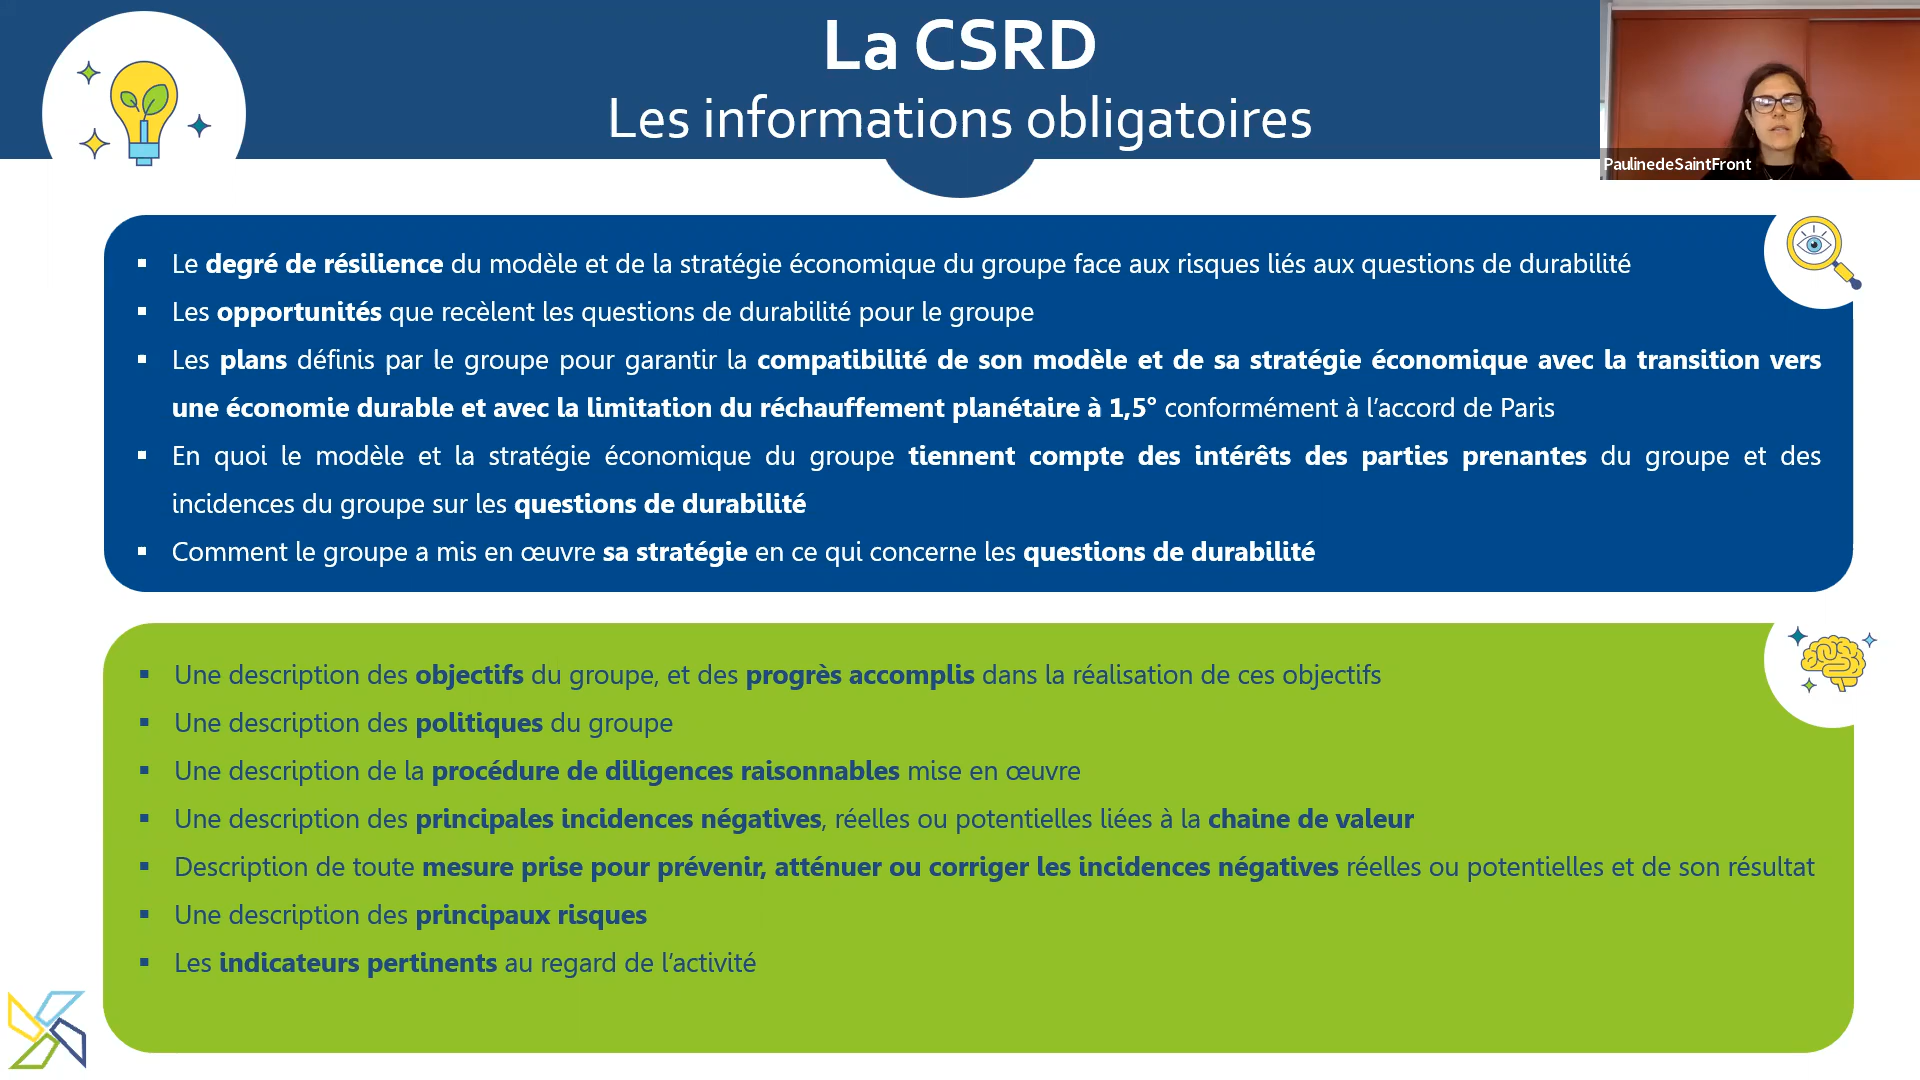 La CSRD
Les informations obligatoires
PaulinedeSaintFront
▪ Le degré de résilience du modèle et de la stratégie économique du groupe face aux risques liés aux questions de durabilité
▪ Les opportunités que recèlent les questions de durabilité pour le groupe
▪ Les plans définis par le groupe pour garantir la compatibilité de son modèle et de sa stratégie économique avec la transition vers
une économie durable et avec la limitation du réchauffement planétaire à 1,5° conformément à l’accord de Paris
▪ En quoi le modèle et la stratégie économique du groupe tiennent compte des intérêts des parties prenantes du groupe et des
incidences du groupe sur les questions de durabilité
▪ Comment le groupe a mis en œuvre sa stratégie en ce qui concerne les questions de durabilité
▪ Une description des objectifs du groupe, et des progrès accomplis dans la réalisation de ces objectifs
▪ Une description des politiques du groupe
▪ Une description de la procédure de diligences raisonnables mise en œuvre
▪ Une description des principales incidences négatives, réelles ou potentielles liées à la chaine de valeur
▪ Description de toute mesure prise pour prévenir, atténuer ou corriger les incidences négatives réelles ou potentielles et de son résultat
▪ Une description des principaux risques
▪ Les indicateurs pertinents au regard de l’activité